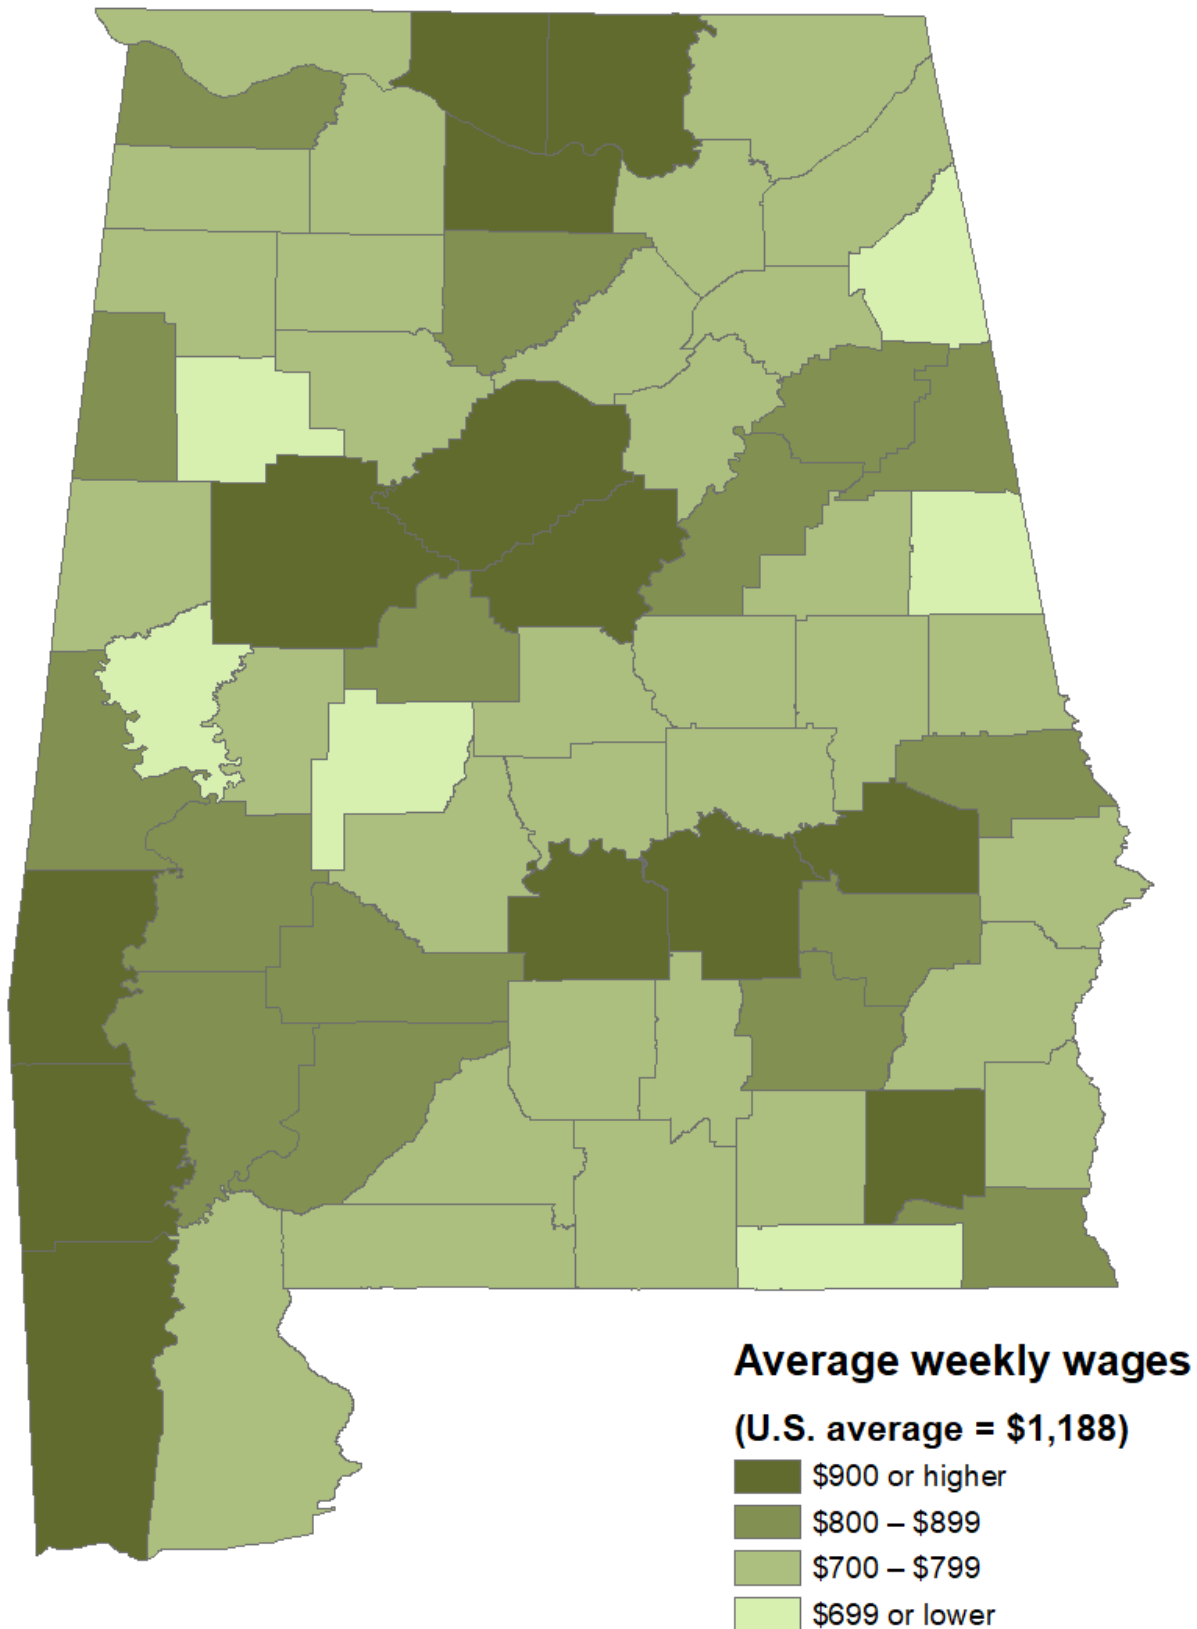 Average weekly wages
(U.S. average = $1,188)
$900 or higher
$800 – $899
$700 – $799
$699 or lower